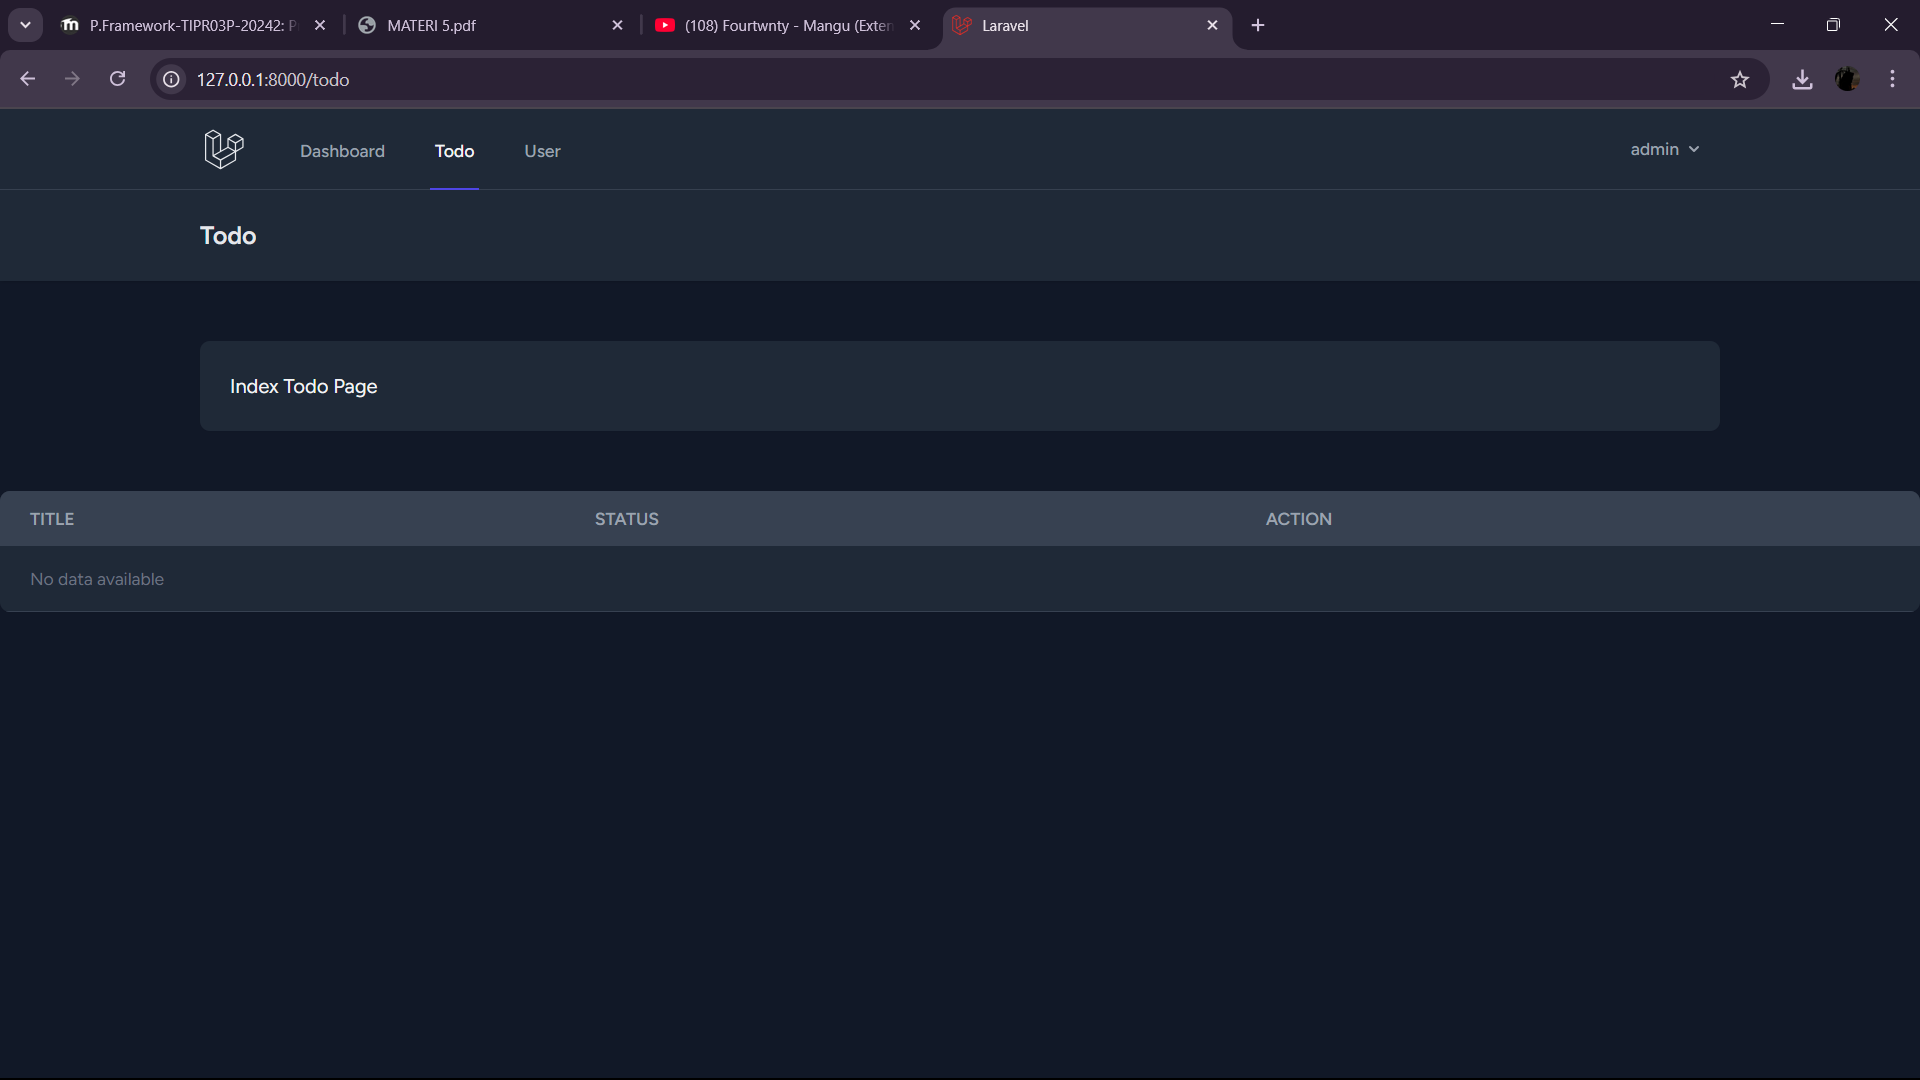 P.Framework-TIPR03P-20242: P
MATERI 5.pdf
(108) Fourtwnty - Mangu (Exten
Laravel
127.0.0.1:8000/todo
Dashboard
Todo
User
admin
Todo
Index Todo Page
TITLE STATUS ACTION
No data available